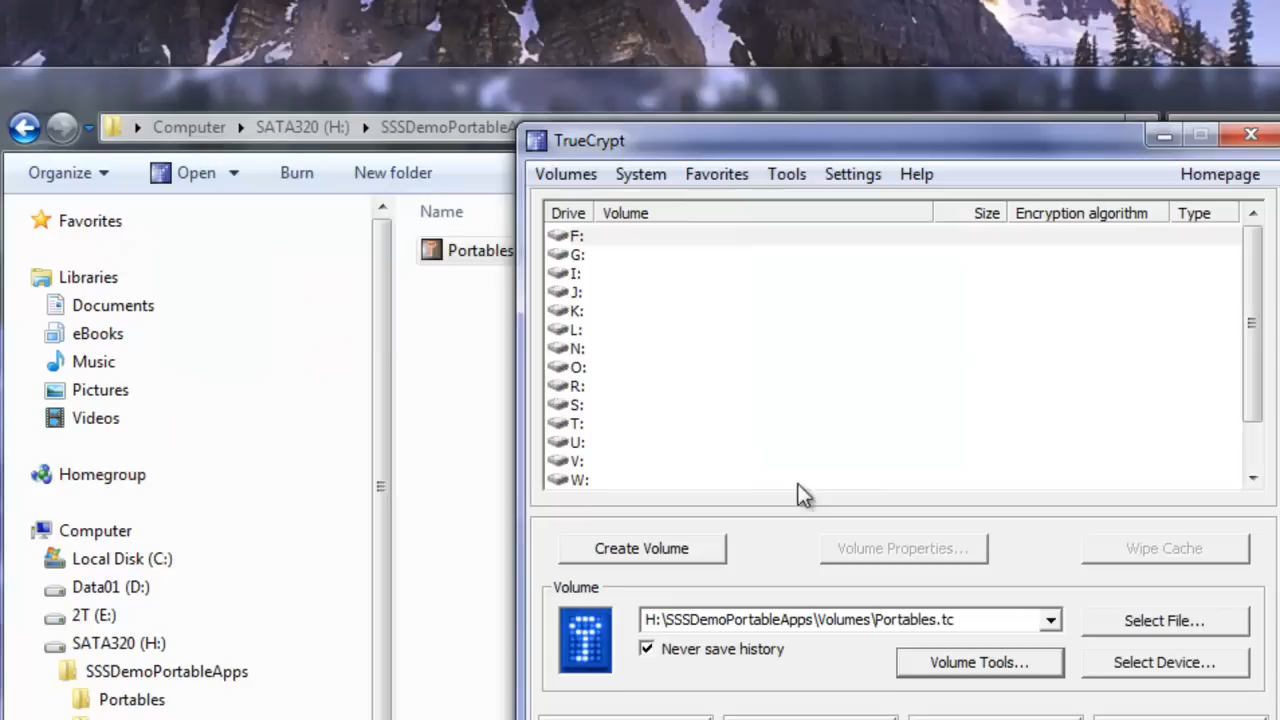 Computer SATA320 (H:) SSSDemoPortableA
TrueCrypt
Organize Open Burn New folder
Volumes System Favorites Tools Settings Help Homepage
Name
Drive Volume Size Encryption algorithm Type
Favorites
Portables
F:
G:
I:
J:
K:
L:
N:
O:
R:
S:
T:
U:
V:
W:
Libraries
Documents
eBooks
Music
Pictures
Videos
Homegroup
Computer
Local Disk (C:)
Data01 (D:)
2T (E:)
SATA320 (H:)
SSSDemoPortableApps
Portables
Create Volume Volume Properties... Wipe Cache
Volume
H:\SSSDemoPortableApps\Volumes\Portables.tc Select File...
Never save history
Volume Tools... Select Device...